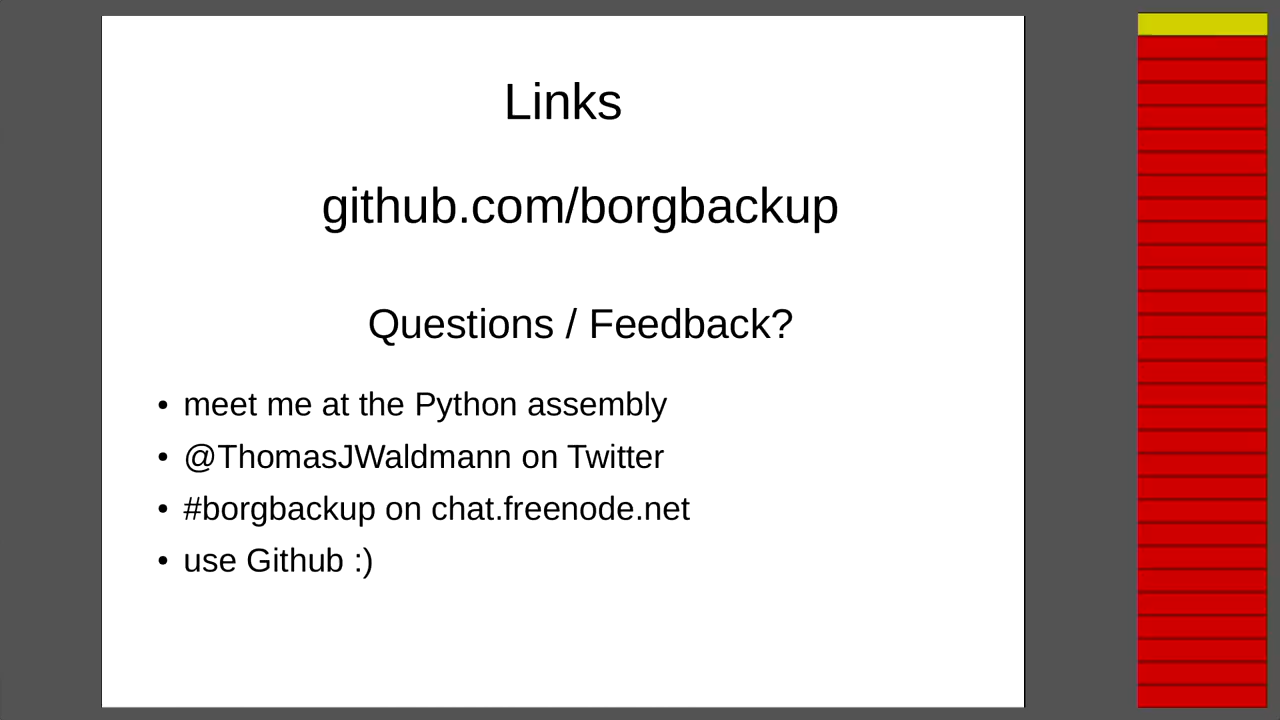 Links
github.com/borgbackup
Questions / Feedback?
• meet me at the Python assembly
• @ThomasJWaldmann on Twitter
• #borgbackup on chat.freenode.net
• use Github :)